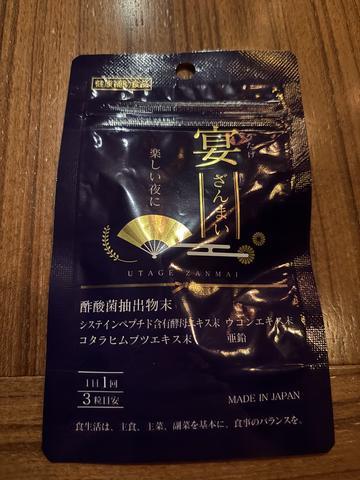 健康補助食品
宴
うたげ
ざんまい
楽しい夜に
UTAGE ZANMAI
酢酸菌抽出物末
システインペプチド含有酵母エキス末 ウコンエキス末
コタラヒムブツエキス末 亜鉛
1日1回
3粒目安
MADE IN JAPAN
食生活は、主食、主菜、副菜を基本に、食事のバランスを。